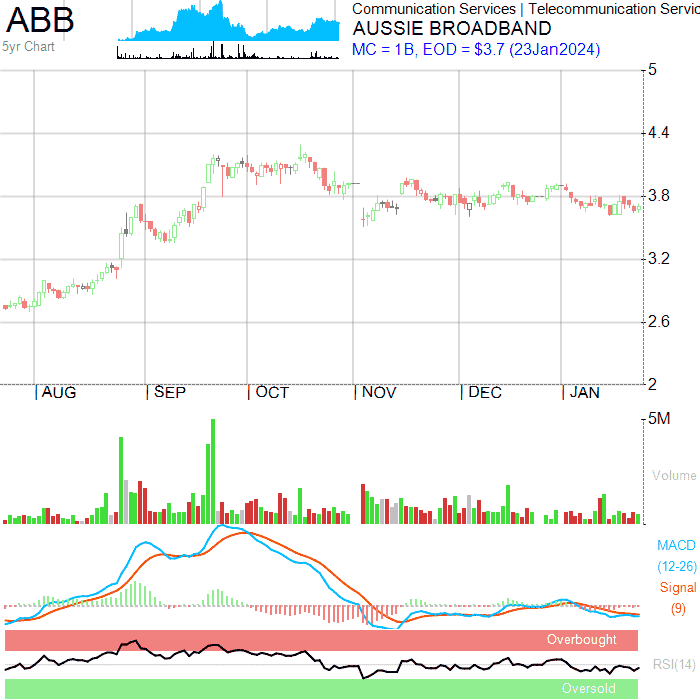 ABB
5yr Chart
Communication Services | Telecommunication Servic
AUSSIE BROADBAND
MC = 1B, EOD = $3.7 (23Jan2024)
5
4.4
3.8
3.2
2.6
2
AUG SEP OCT NOV DEC JAN
5M
Volume
MACD
(12-26)
Signal
(9)
Overbought
RSI(14)
Oversold